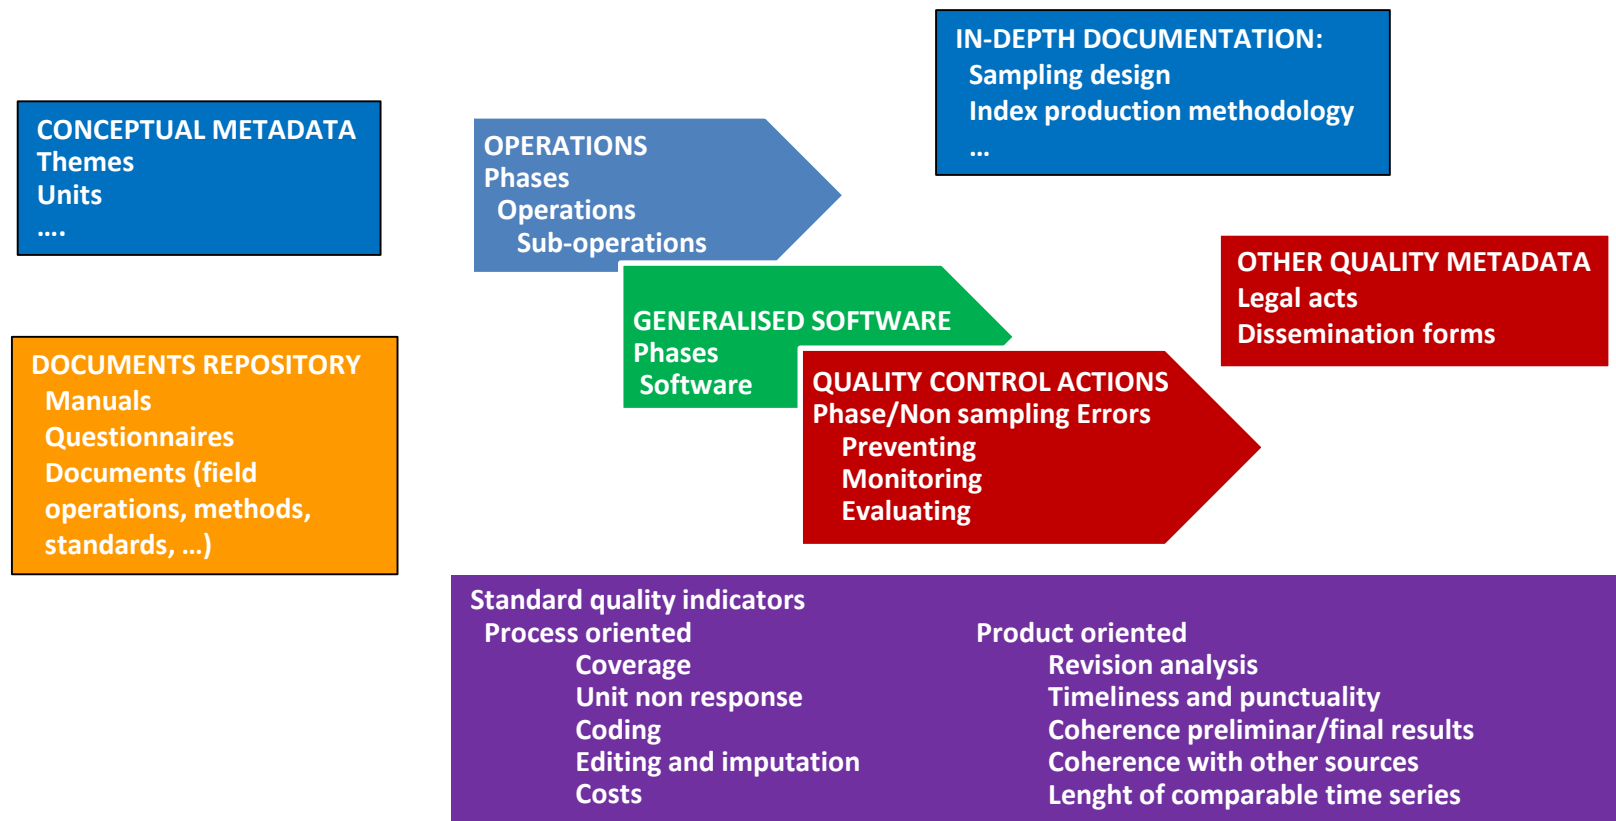 IN-DEPTH DOCUMENTATION:
Sampling design
Index production methodology
...
CONCEPTUAL METADATA
Themes
Units
....
OPERATIONS
Phases
Operations
Sub-operations
OTHER QUALITY METADATA
Legal acts
Dissemination forms
GENERALISED SOFTWARE
Phases
Software
DOCUMENTS REPOSITORY
Manuals
Questionnaires
Documents (field
operations, methods,
standards, ...)
QUALITY CONTROL ACTIONS
Phase/Non sampling Errors
Preventing
Monitoring
Evaluating
Standard quality indicators
Process oriented
Coverage
Unit non response
Coding
Editing and imputation
Costs
Product oriented
Revision analysis
Timeliness and punctuality
Coherence preliminar/final results
Coherence with other sources
Lenght of comparable time series